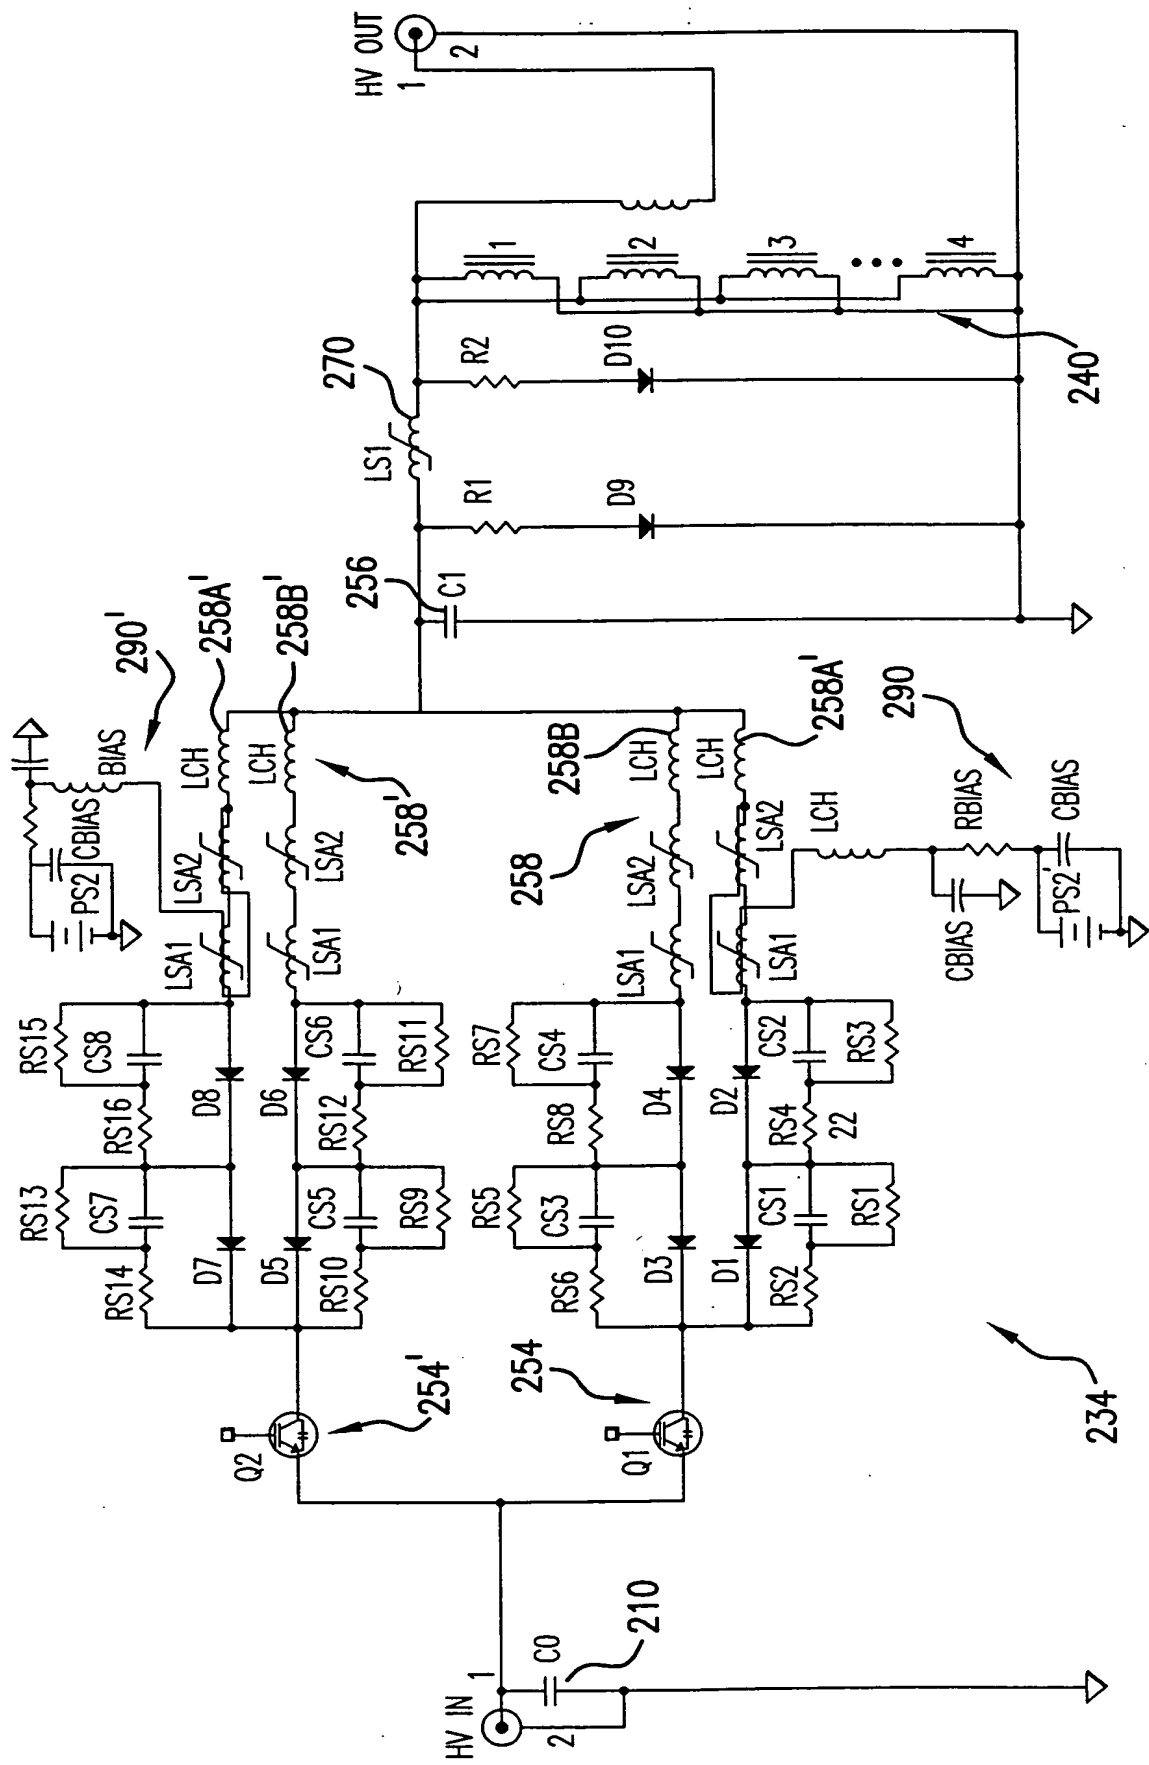 HV IN
1
2
C0
210
Q2
254'
Q1
254
234
RS14
RS13
CS7
D7
D5
RS10
CS5
RS9
RS16
RS15
CS8
D8
D6
RS12
CS6
RS11
RS6
RS5
CS3
D3
D1
RS2
CS1
RS1
RS8
RS7
CS4
D4
D2
RS4
22
CS2
RS3
PS2
CBIAS
BIAS
290'
LSA1
LSA2
LCH
258A'
LSA1
LSA2
LCH
258B'
258'
LSA1
LSA2
LCH
258B
258
LSA1
LSA2
LCH
258A'
LCH
RBIAS
CBIAS
CBIAS
PS2'
290
256
C1
R1
D9
LS1
270
R2
D10
1
2
3
4
240
HV OUT
1
2